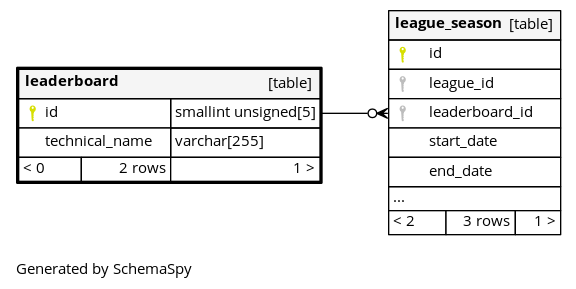 leaderboard [table]
id smallint unsigned[5]
technical_name varchar[255]
< 0 2 rows 1 >
league_season [table]
id
league_id
leaderboard_id
start_date
end_date
...
< 2 3 rows 1 >
Generated by SchemaSpy